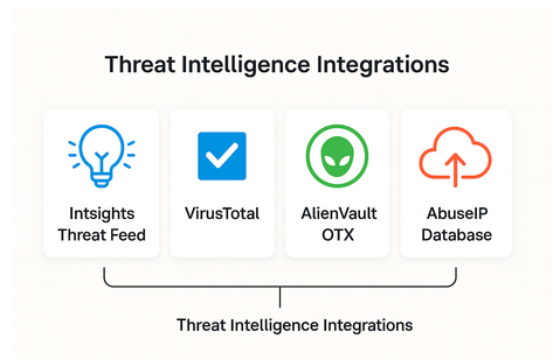 Threat Intelligence Integrations
Intsights
Threat Feed
VirusTotal
AlienVault
OTX
AbuseIP
Database
Threat Intelligence Integrations